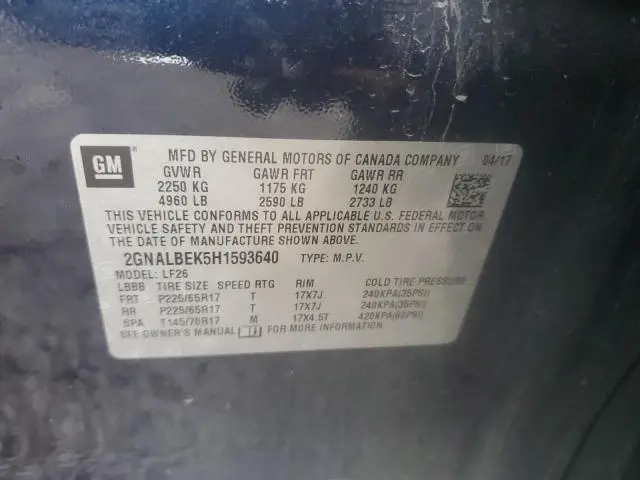 GM
MFD BY GENERAL MOTORS OF CANADA COMPANY 04/17
GVWR GAWR FRT GAWR RR
2250 KG 1175 KG 1240 KG
4960 LB 2590 LB 2733 LB
THIS VEHICLE CONFORMS TO ALL APPLICABLE U.S. FEDERAL MOTOR
VEHICLE SAFETY AND THEFT PREVENTION STANDARDS IN EFFECT ON
THE DATE OF MANUFACTURE SHOWN ABOVE.
2GNALBEK5H1593640 TYPE: M.P.V.
MODEL: LF26
LBBB TIRE SIZE SPEED RTG RIM COLD TIRE PRESSURE
FRT P225/65R17 T 17X7J 240KPA(35PSI)
RR P225/65R17 T 17X7J 240KPA(35PSI)
SPA T145/70R17 M 17X4.5T 420KPA(60PSI)
SEE OWNER'S MANUAL FOR MORE INFORMATION